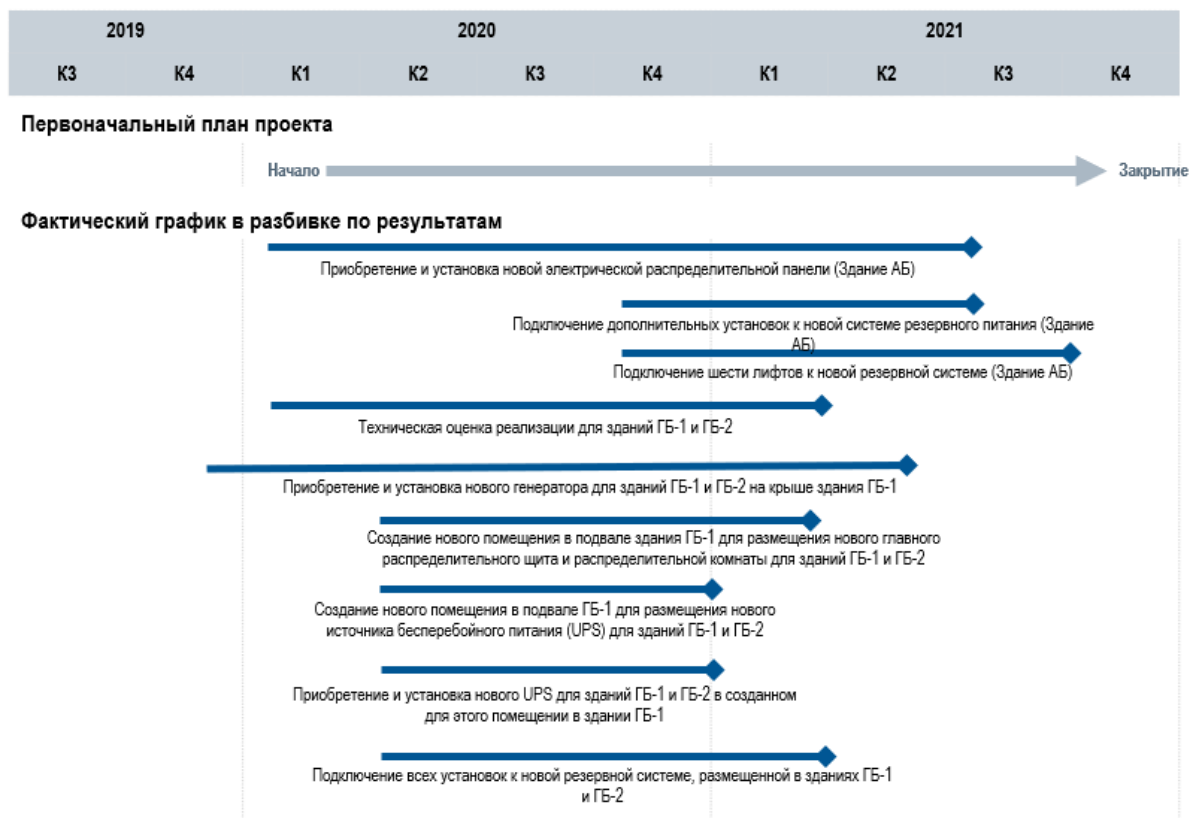 2019 2020 2021
К3 К4 К1 К2 К3 К4 К1 К2 К3 К4
Первоначальный план проекта
Начало Закрытие
Фактический график в разбивке по результатам
Приобретение и установка новой электрической распределительной панели (Здание АБ)
Подключение дополнительных установок к новой системе резервного питания (Здание
АБ)
Подключение шести лифтов к новой резервной системе (Здание АБ)
Техническая оценка реализации для зданий ГБ-1 и ГБ-2
Приобретение и установка нового генератора для зданий ГБ-1 и ГБ-2 на крыше здания ГБ-1
Создание нового помещения в подвале здания ГБ-1 для размещения нового главного
распределительного щита и распределительной комнаты для зданий ГБ-1 и ГБ-2
Создание нового помещения в подвале ГБ-1 для размещения нового
источника бесперебойного питания (UPS) для зданий ГБ-1 и ГБ-2
Приобретение и установка нового UPS для зданий ГБ-1 и ГБ-2 в созданном
для этого помещении в здании ГБ-1
Подключение всех установок к новой резервной системе, размещенной в зданиях ГБ-1
и ГБ-2